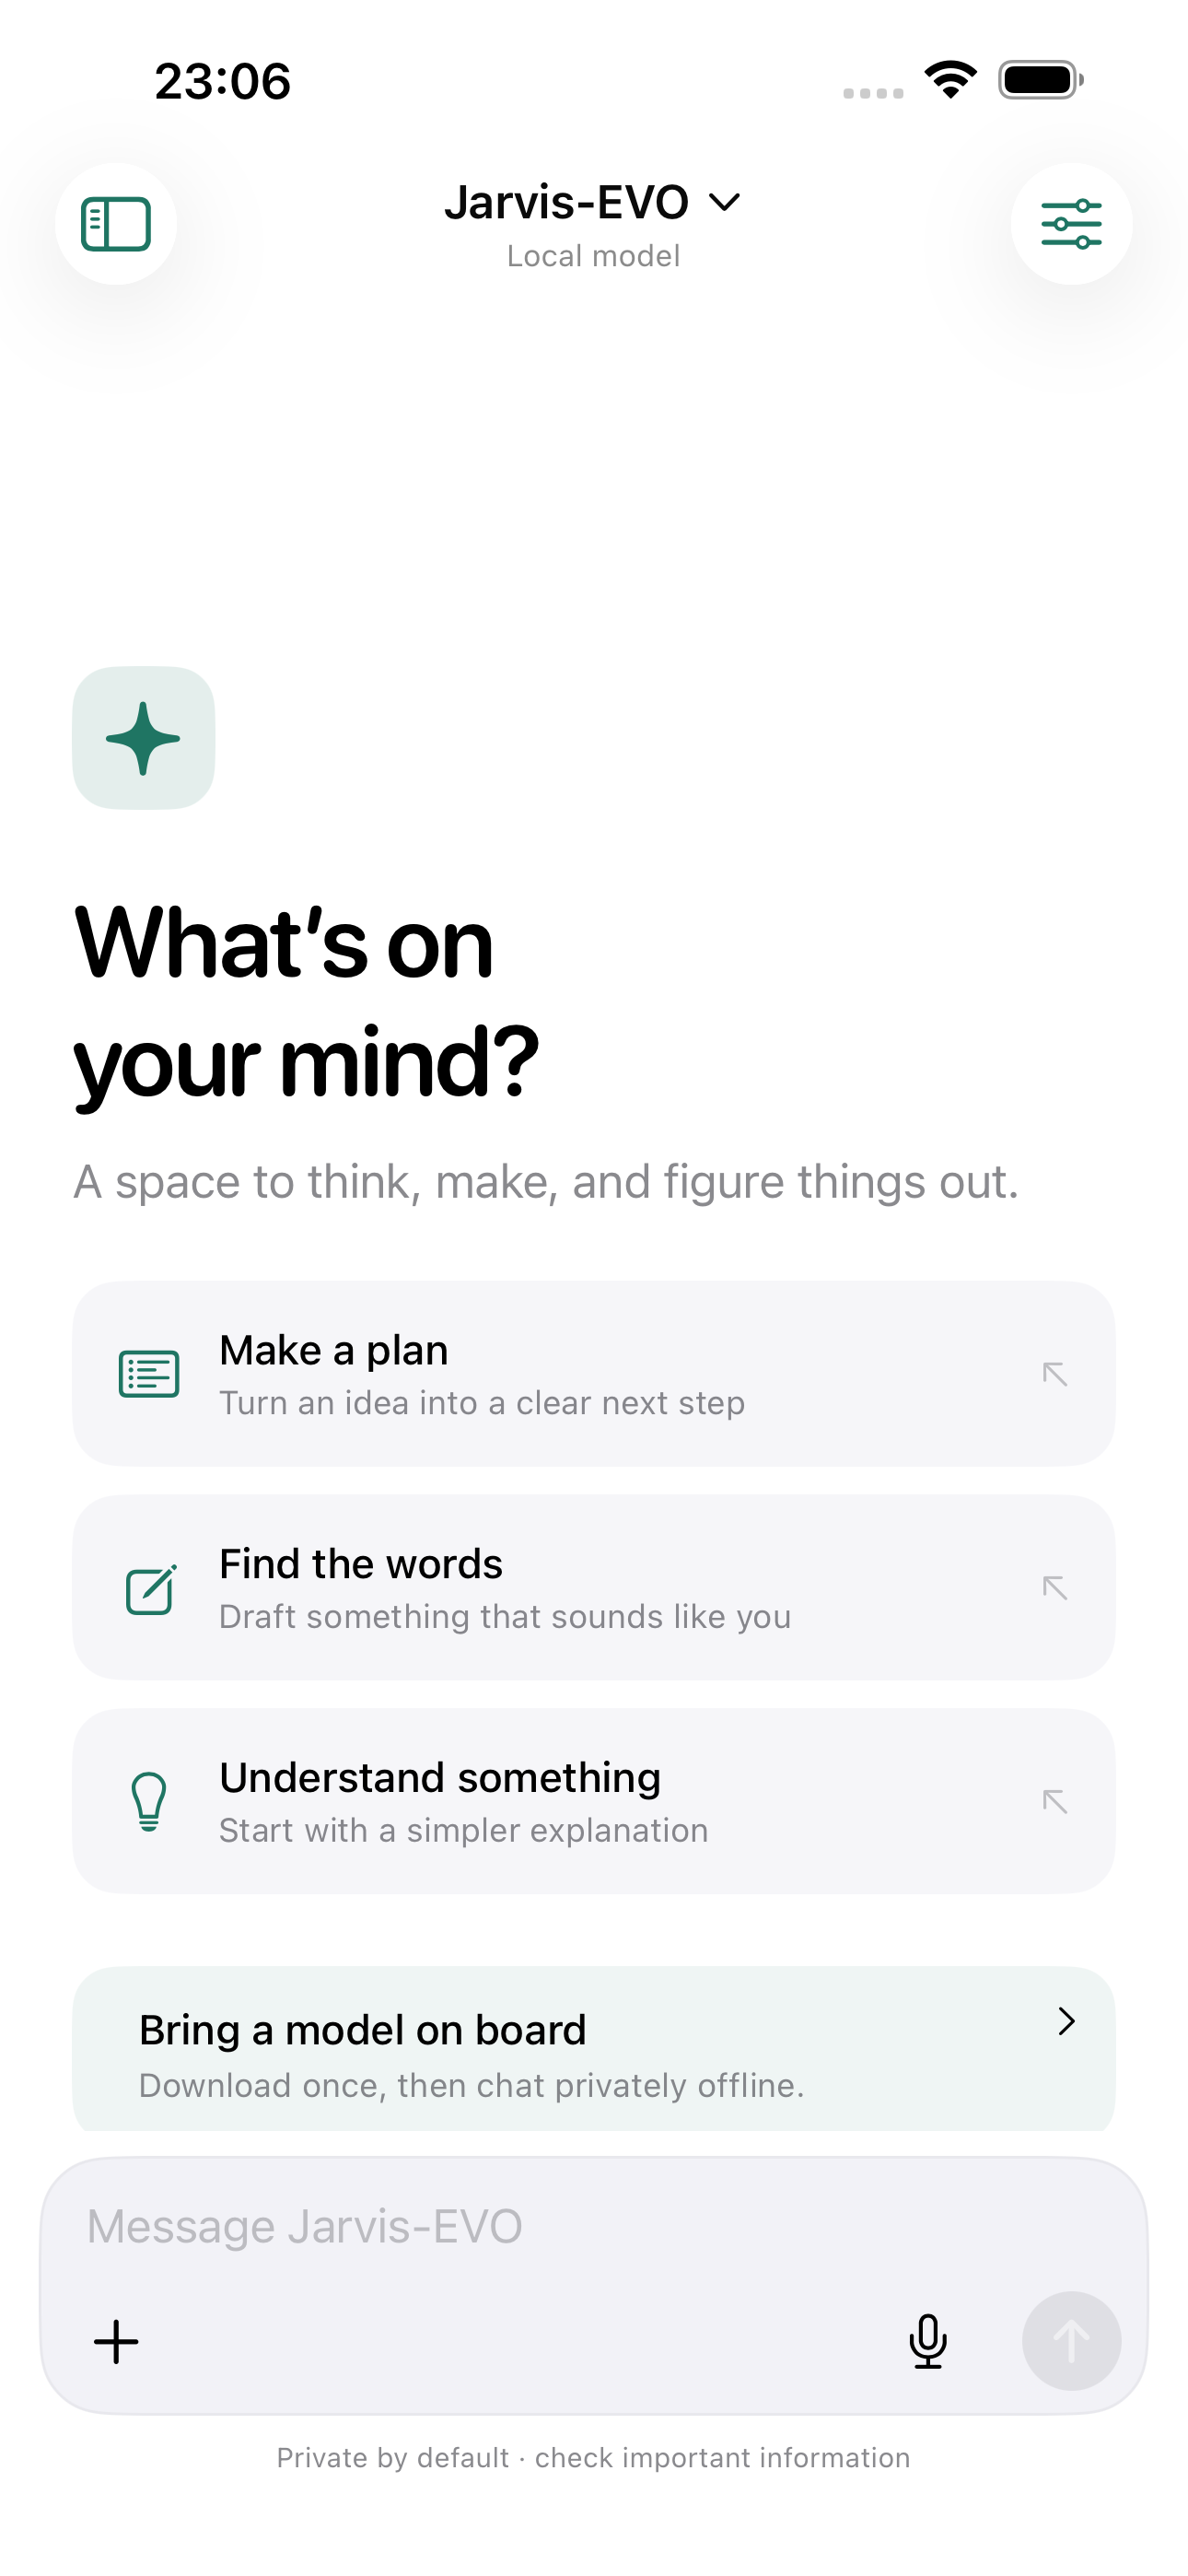 23:06
Jarvis-EVO
Local model
What's on
your mind?
A space to think, make, and figure things out.
Make a plan
Turn an idea into a clear next step
Find the words
Draft something that sounds like you
Understand something
Start with a simpler explanation
Bring a model on board
Download once, then chat privately offline.
Message Jarvis-EVO
Private by default · check important information